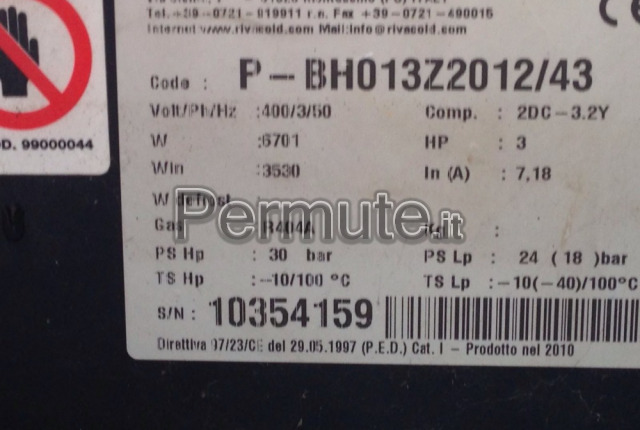 Tel.+39-0721-919911 r.a. Fax +39-0721-490015
Internet www.rivacold.com Mail:info@rivacold.com
Code : P-BH013Z2012/43
Volt/Ph/Hz :400/3/50 Comp. : 2DC-3.2Y
W :6701 HP : 3
Win :3530 In (A) : 7,18
W defrost
Permute.it
Gas : R404A :
PS Hp : 30 bar PS Lp : 24 ( 18 )bar
TS Hp :-10/100 °C TS Lp :-10(-40)/100°C
S/N : 10354159
Direttiva 97/23/CE del 29.05.1997 (P.E.D.) Cat. I - Prodotto nel 2010
D. 99000044
CE